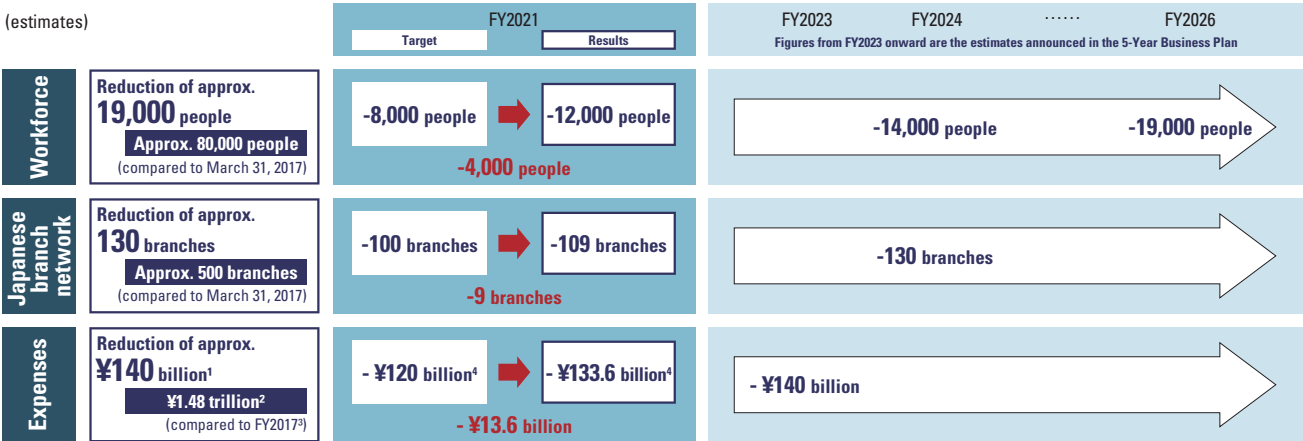 (estimates)
FY2021
Target
Results
FY2023 FY2024 ⋯⋯ FY2026
Figures from FY2023 onward are the estimates announced in the 5-Year Business Plan
Workforce
Reduction of approx.
19,000 people
Approx. 80,000 people
(compared to March 31, 2017)
-8,000 people
-12,000 people
-4,000 people
-14,000 people
-19,000 people
Japanese
branch
network
Reduction of approx.
130 branches
Approx. 500 branches
(compared to March 31, 2017)
-100 branches
-109 branches
-9 branches
-130 branches
Expenses
Reduction of approx.
¥140 billion¹
¥1.48 trillion²
(compared to FY2017³)
- ¥120 billion⁴
- ¥133.6 billion⁴
- ¥13.6 billion
- ¥140 billion